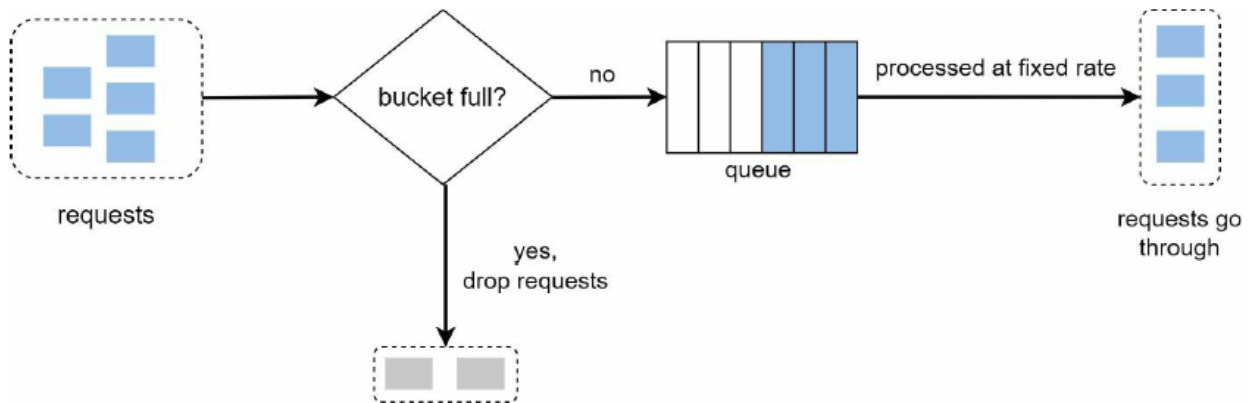 requests
bucket full?
yes,
drop requests
no
queue
processed at fixed rate
requests go
through